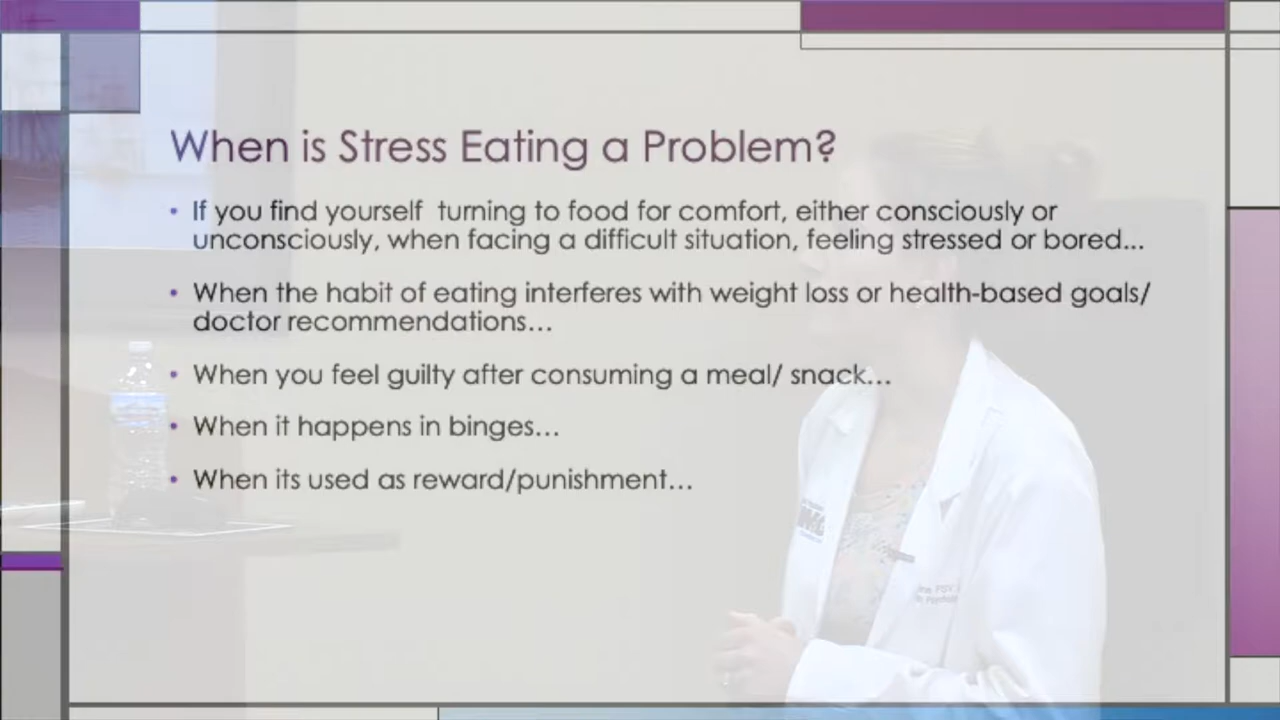 When is Stress Eating a Problem?
• If you find yourself  turning to food for comfort, either consciously or
unconsciously, when facing a difficult situation, feeling stressed or bored...
• When the habit of eating interferes with weight loss or health-based goals/
doctor recommendations...
• When you feel guilty after consuming a meal/ snack...
• When it happens in binges...
• When its used as reward/punishment...